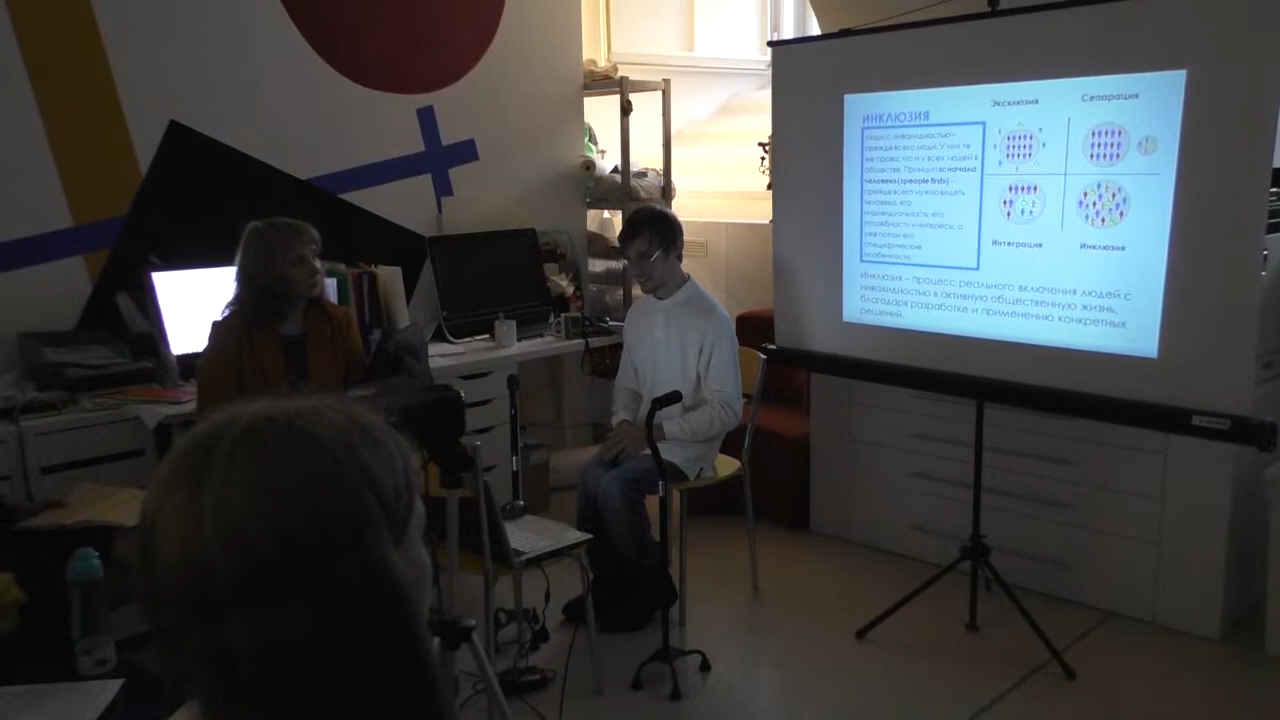 ИНКЛЮЗИЯ
Люди с инвалидностью–
прежде всего люди. У них те
же права, что и у всех людей в
обществе. Принцип «сначала
человек» («people first») -
прежде всего нужно видеть
человека, его
индивидуальность, его
потребности и интересы, а
уже потом его
специфические
особенности.
Эксклюзия
Сепарация
Интеграция
Инклюзия
Инклюзия – процесс реального включения людей с
инвалидностью в активную общественную жизнь,
благодаря разработке и применению конкретных
решений.